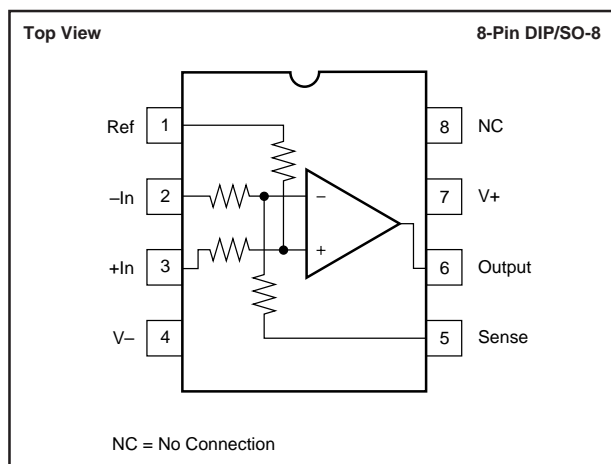 Top View
8-Pin DIP/SO-8
Ref 1
8 NC
–In 2
7 V+
+In 3
6 Output
V– 4
5 Sense
–
+
NC = No Connection